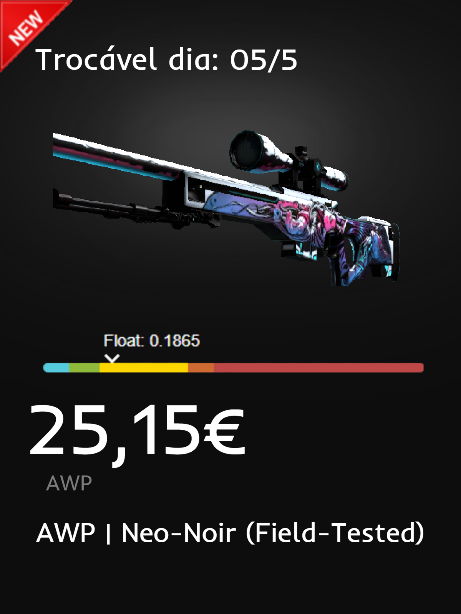 NEW
Trocável dia: 05/5
Float: 0.1865
25,15€
AWP
AWP | Neo-Noir (Field-Tested)